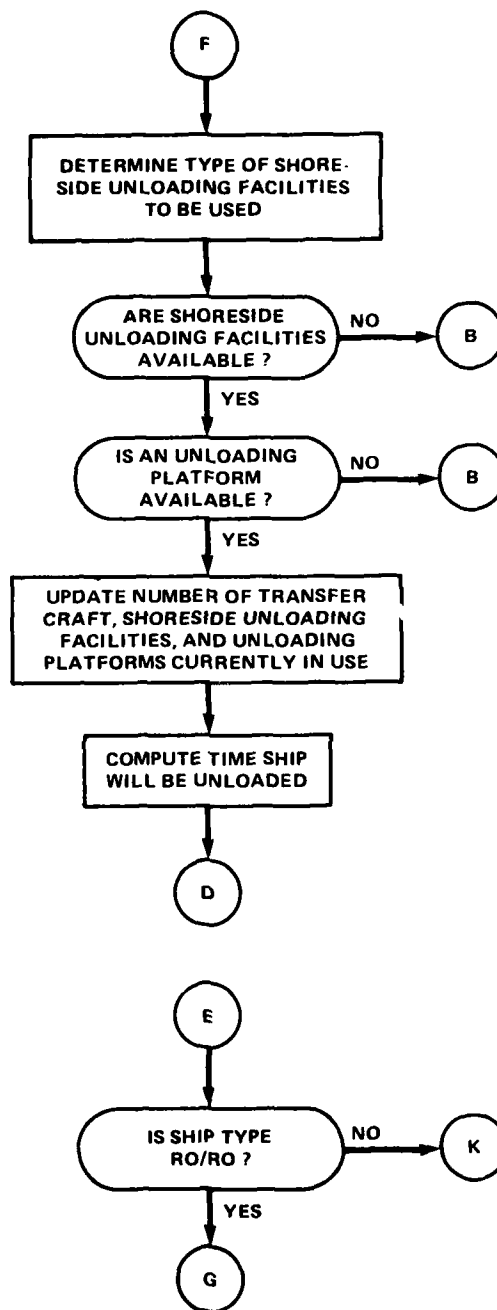 F
DETERMINE TYPE OF SHORE-
SIDE UNLOADING FACILITIES
TO BE USED
ARE SHORESIDE
UNLOADING FACILITIES
AVAILABLE ?
NO
B
YES
IS AN UNLOADING
PLATFORM
AVAILABLE ?
NO
B
YES
UPDATE NUMBER OF TRANSFER
CRAFT, SHORESIDE UNLOADING
FACILITIES, AND UNLOADING
PLATFORMS CURRENTLY IN USE
COMPUTE TIME SHIP
WILL BE UNLOADED
D
E
IS SHIP TYPE
RO/RO ?
NO
K
YES
G